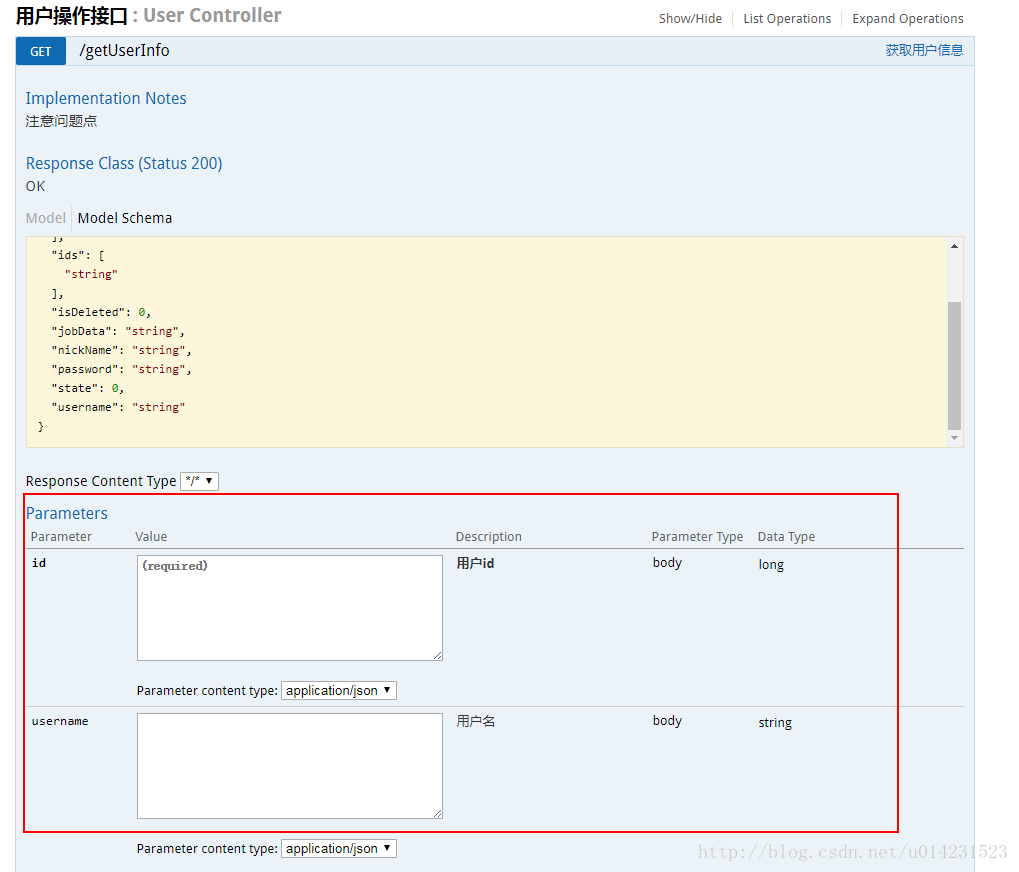 用户操作接口 : User Controller
Show/Hide
List Operations
Expand Operations
GET
/getUserInfo
获取用户信息
Implementation Notes
注意问题点
Response Class (Status 200)
OK
Model
Model Schema
],
"ids": [
"string"
],
"isDeleted": 0,
"jobData": "string",
"nickName": "string",
"password": "string",
"state": 0,
"username": "string"
}
Response Content Type */*
Parameters
Parameter
Value
Description
Parameter Type
Data Type
id
(required)
用户id
body
long
Parameter content type: application/json
username
用户名
body
string
Parameter content type: application/json
http://blog.csdn.net/u014231523